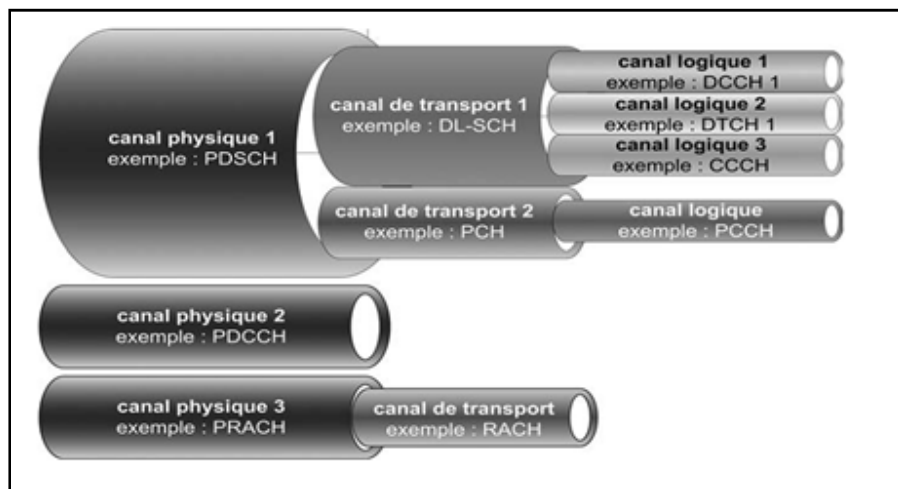 canal physique 1
exemple : PDSCH
canal de transport 1
exemple : DL-SCH
canal logique 1
exemple : DCCH 1
canal logique 2
exemple : DTCH 1
canal logique 3
exemple : CCCH
canal de transport 2
exemple : PCH
canal logique
exemple : PCCH
canal physique 2
exemple : PDCCH
canal physique 3
exemple : PRACH
canal de transport
exemple : RACH